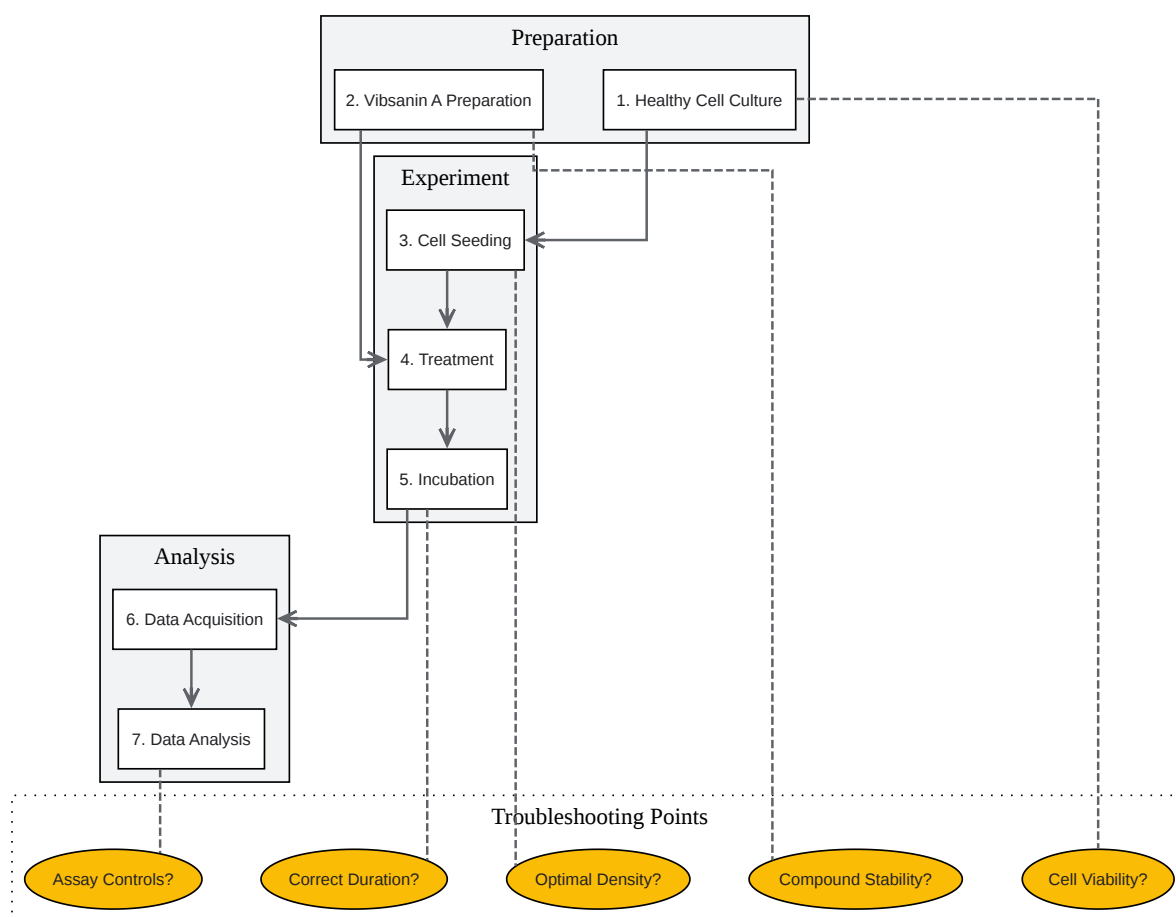 Preparation
2. Vibsanin A Preparation
1. Healthy Cell Culture
Experiment
3. Cell Seeding
4. Treatment
5. Incubation
Analysis
6. Data Acquisition
7. Data Analysis
Troubleshooting Points
Assay Controls?
Correct Duration?
Optimal Density?
Compound Stability?
Cell Viability?